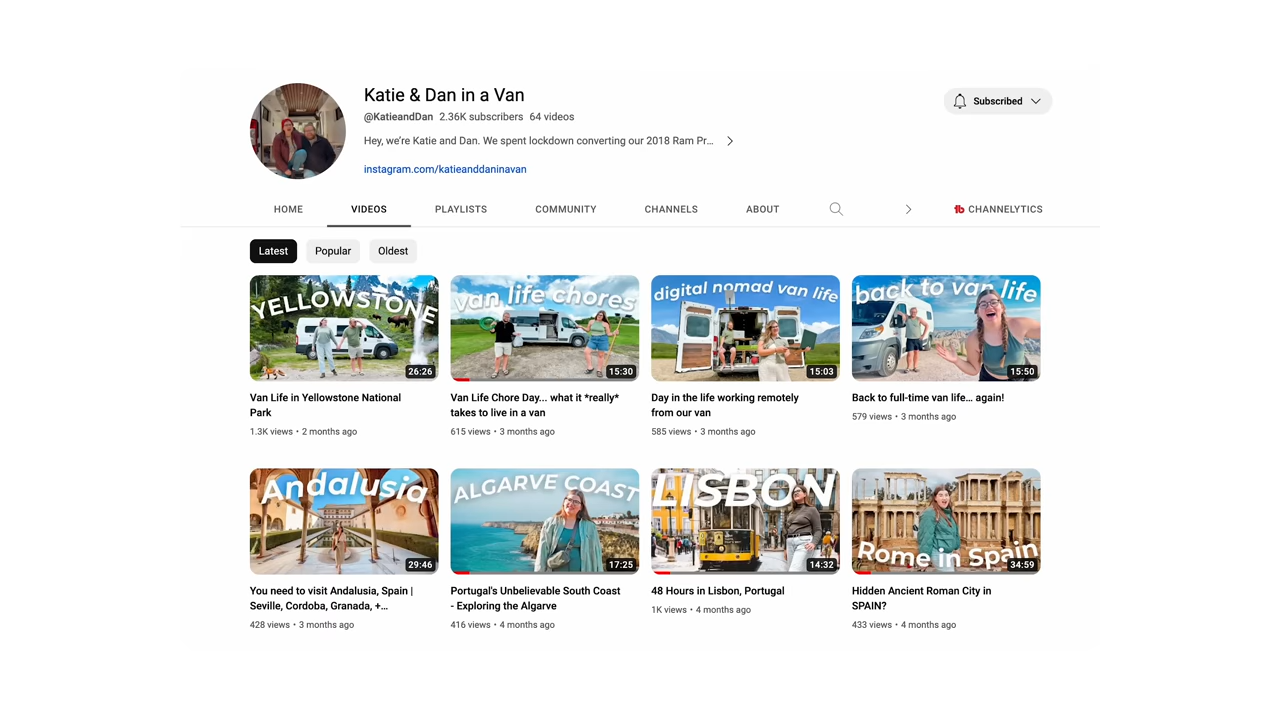 Katie & Dan in a Van
@KatieandDan 2.36K subscribers 64 videos
Hey, we're Katie and Dan. We spent lockdown converting our 2018 Ram Pr...
instagram.com/katieanddaninavan
Subscribed
HOME VIDEOS PLAYLISTS COMMUNITY CHANNELS ABOUT CHANNELYTICS
Latest Popular Oldest
YELLOWSTONE
26:26
van life chores
15:30
digital nomad van life
15:03
back to van life
15:50
Van Life in Yellowstone National
Park
1.3K views • 2 months ago
Van Life Chore Day... what it *really*
takes to live in a van
615 views • 3 months ago
Day in the life working remotely
from our van
585 views • 3 months ago
Back to full-time van life... again!
579 views • 3 months ago
Andalusia
29:46
ALGARVE COAST
17:25
LISBON
14:32
Rome in Spain
34:59
You need to visit Andalusia, Spain |
Seville, Cordoba, Granada, +...
428 views • 3 months ago
Portugal's Unbelievable South Coast
- Exploring the Algarve
416 views • 4 months ago
48 Hours in Lisbon, Portugal
1K views • 4 months ago
Hidden Ancient Roman City in
SPAIN?
433 views • 4 months ago